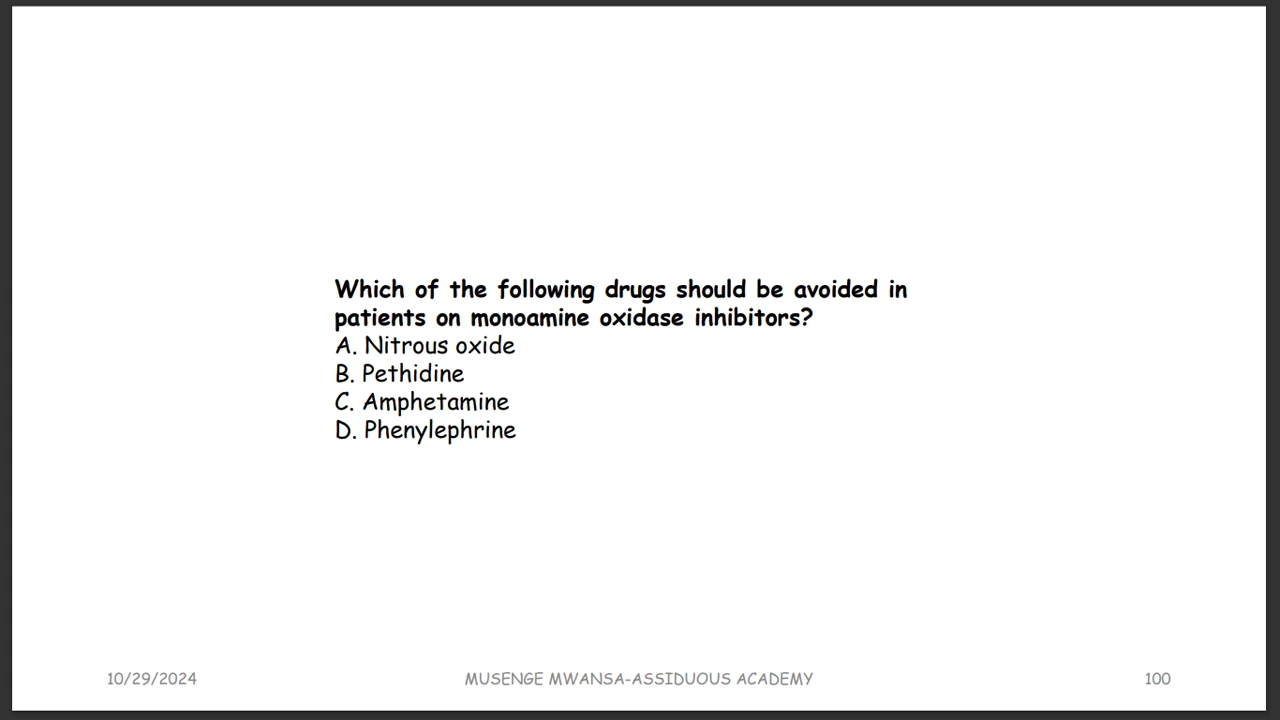 Which of the following drugs should be avoided in
patients on monoamine oxidase inhibitors?
A. Nitrous oxide
B. Pethidine
C. Amphetamine
D. Phenylephrine
10/29/2024
MUSENGE MWANSA-ASSIDUOUS ACADEMY
100